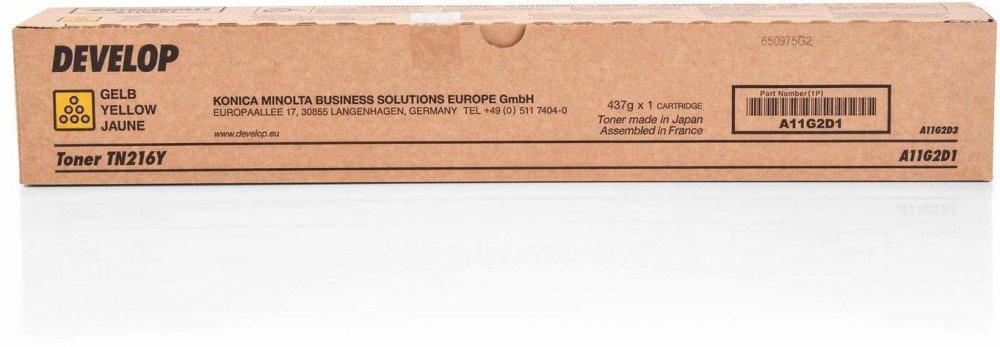 650975G2
DEVELOP
GELB
YELLOW
JAUNE
KONICA MINOLTA BUSINESS SOLUTIONS EUROPE GmbH
EUROPAALLEE 17, 30855 LANGENHAGEN, GERMANY TEL +49 (0) 511 7404-0
www.develop.eu
437g x 1 CARTRIDGE
Toner made in Japan
Assembled in France
Part Number(1P)
A11G2D1
A11G2D3
Toner TN216Y
A11G2D1